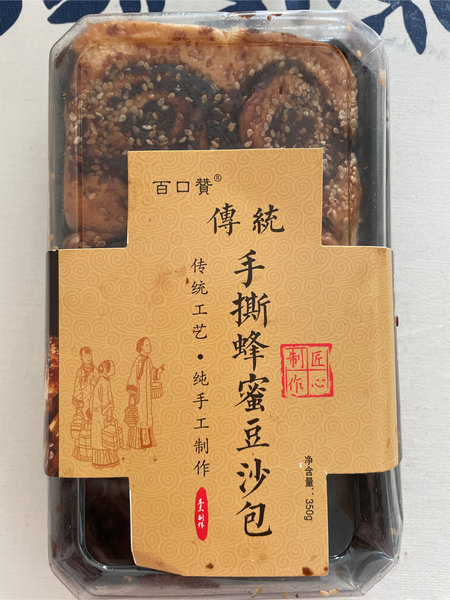 百口赞®
傳統
手撕蜂蜜豆沙包
传统工艺·纯手工制作
匠心
制作
净含量：350g